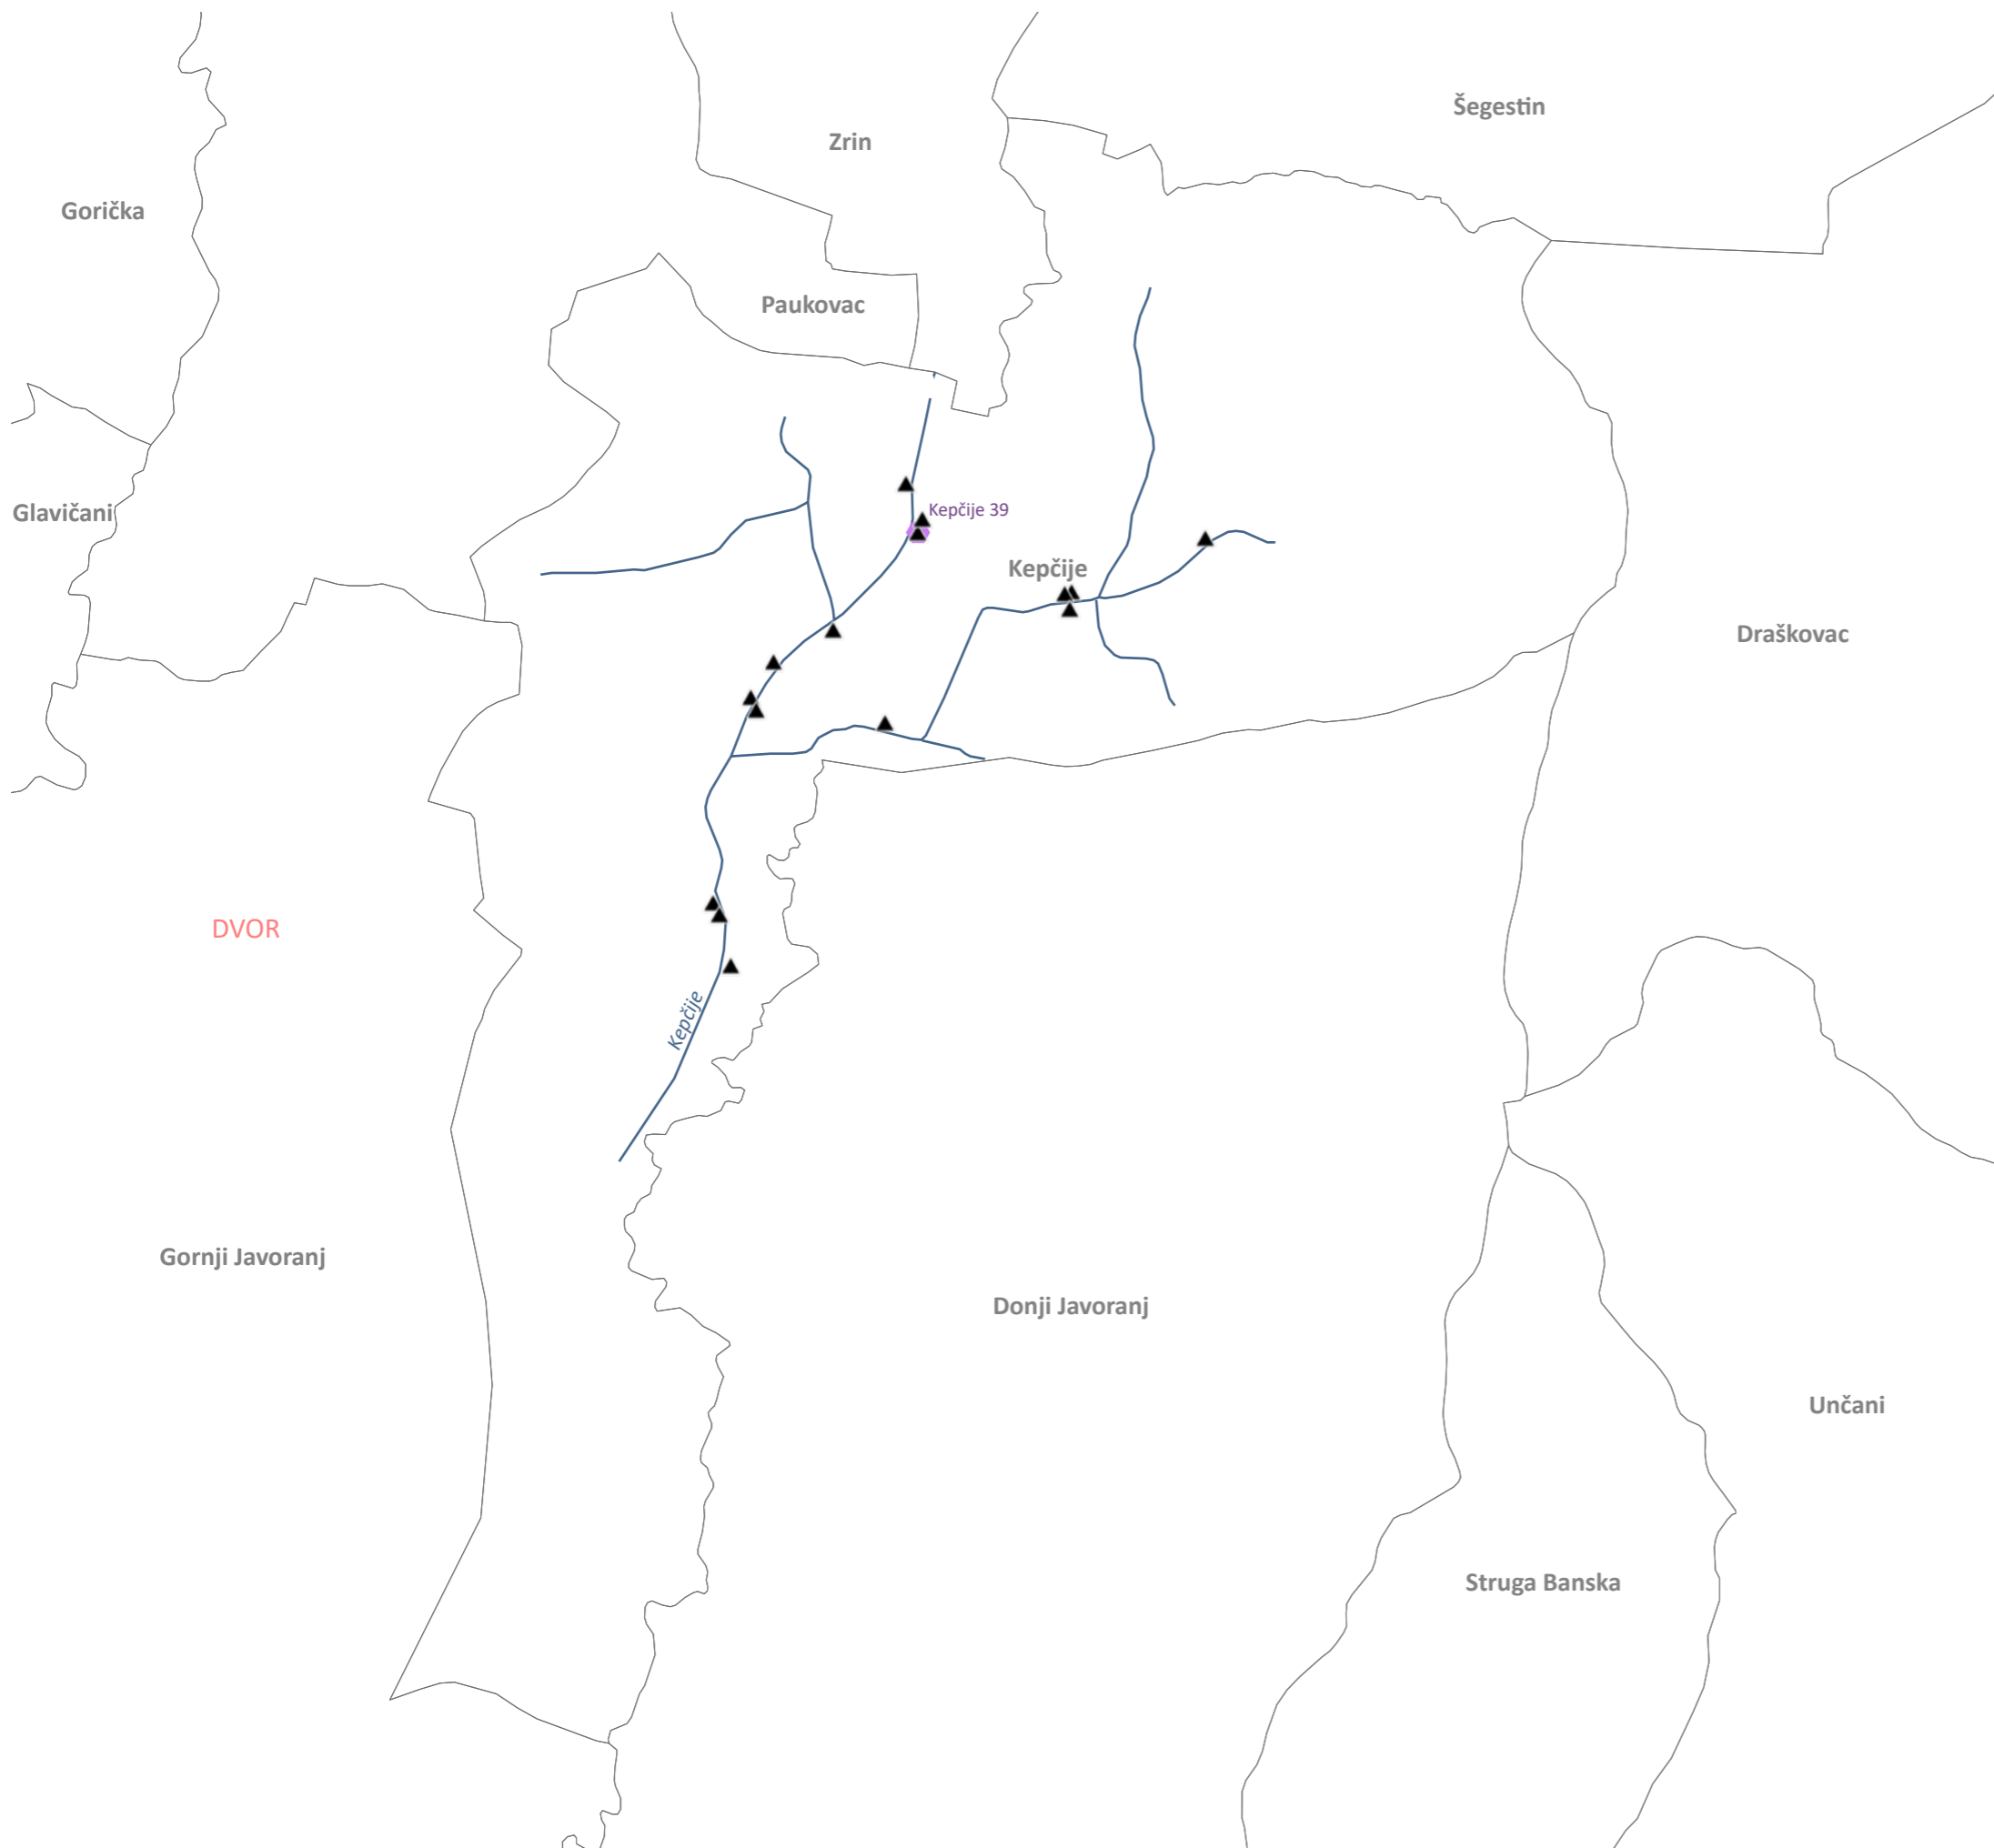 Šegestin
Zrin
Gorička
Paukovac
Glavičani
Kepčije 39
Kepčije
Draškovac
DVOR
Kepčije
Gornji Javoranj
Donji Javoranj
Unčani
Struga Banska